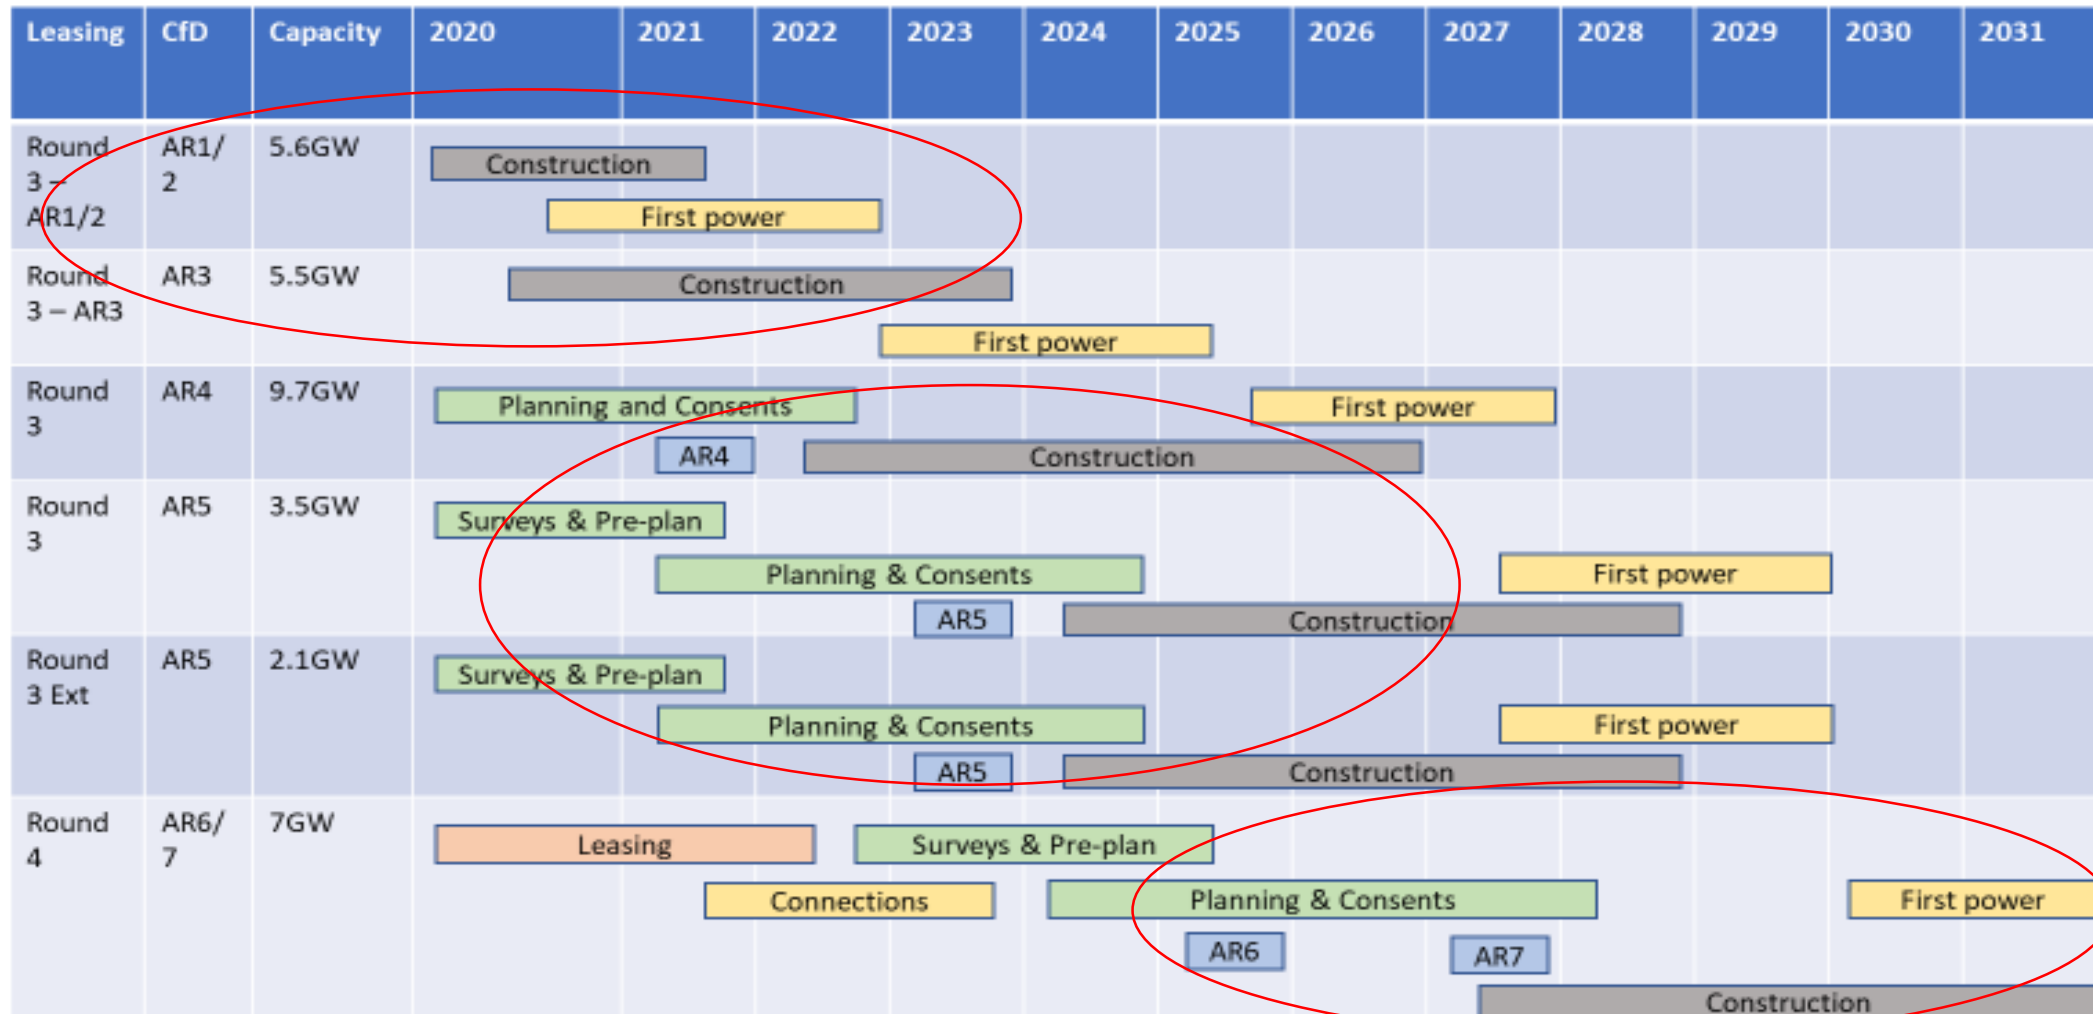 Leasing CfD Capacity 2020 2021 2022 2023 2024 2025 2026 2027 2028 2029 2030 2031
Round AR1/ 5.6GW
3 – 2
AR1/2
Construction
First power
Round AR3 5.5GW
3 – AR3
Construction
First power
Round AR4 9.7GW
3
Planning and Consents First power
AR4 Construction
Round AR5 3.5GW
3
Surveys & Pre-plan
Planning & Consents First power
AR5 Construction
Round AR5 2.1GW
3 Ext
Surveys & Pre-plan
Planning & Consents First power
AR5 Construction
Round AR6/ 7GW
4 7
Leasing Surveys & Pre-plan
Connections Planning & Consents First power
AR6 AR7
Construction